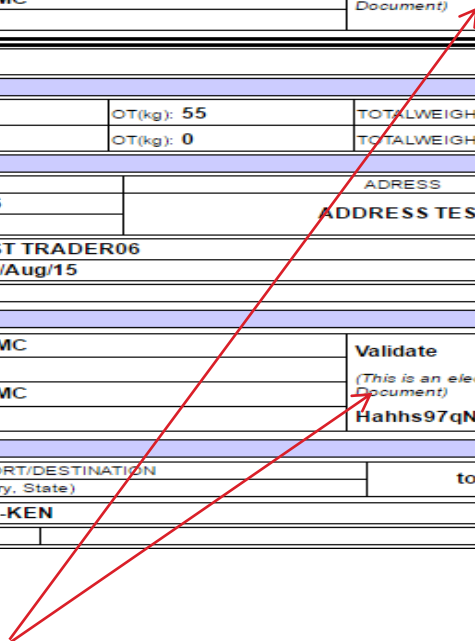 MC
Document)
OT(kg): 55
TOTALWEIGH
OT(kg): 0
TOTALWEIGH
ADRESS
ADDRESS TES
ST TRADER06
/Aug/15
MC
Validate
(This is an ele
Document)
MC
Hahhs97qN
ORT/DESTINATION
ry, State)
to
-KEN